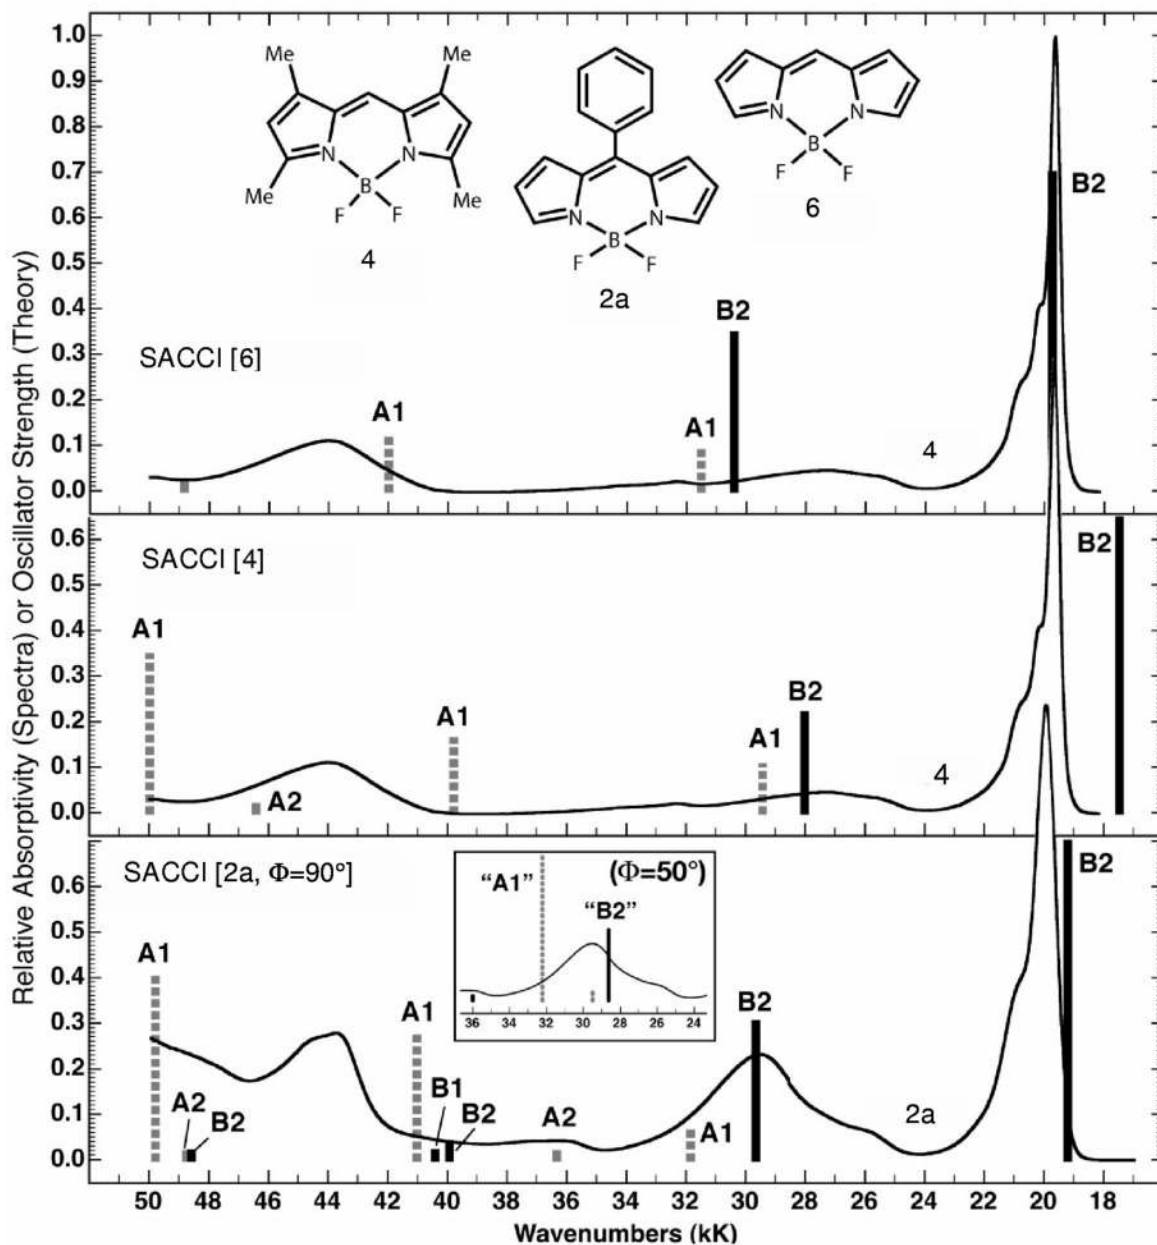 Relative Absorptivity (Spectra) or Oscillator Strength (Theory)
1.0
0.9
0.8
0.7
0.6
0.5
0.4
0.3
0.2
0.1
0.0
Me
Me
N
N
B
Me
F
F
Me
4
N
N
B
F
F
2a
N
N
B
F
F
6
SACCI [6]
A1
A1
B2
4
B2
SACCI [4]
0.6
0.5
0.4
0.3
0.2
0.1
0.0
A1
A2
A1
A1
B2
4
B2
SACCI [2a, Φ=90°]
0.6
0.5
0.4
0.3
0.2
0.1
0.0
A1
A2
B2
A1
B1
B2
A2
A1
B2
2a
B2
(Φ=50°)
“A1”
“B2”
36 34 32 30 28 26 24
50 48 46 44 42 40 38 36 34 32 30 28 26 24 22 20 18
Wavenumbers (kK)